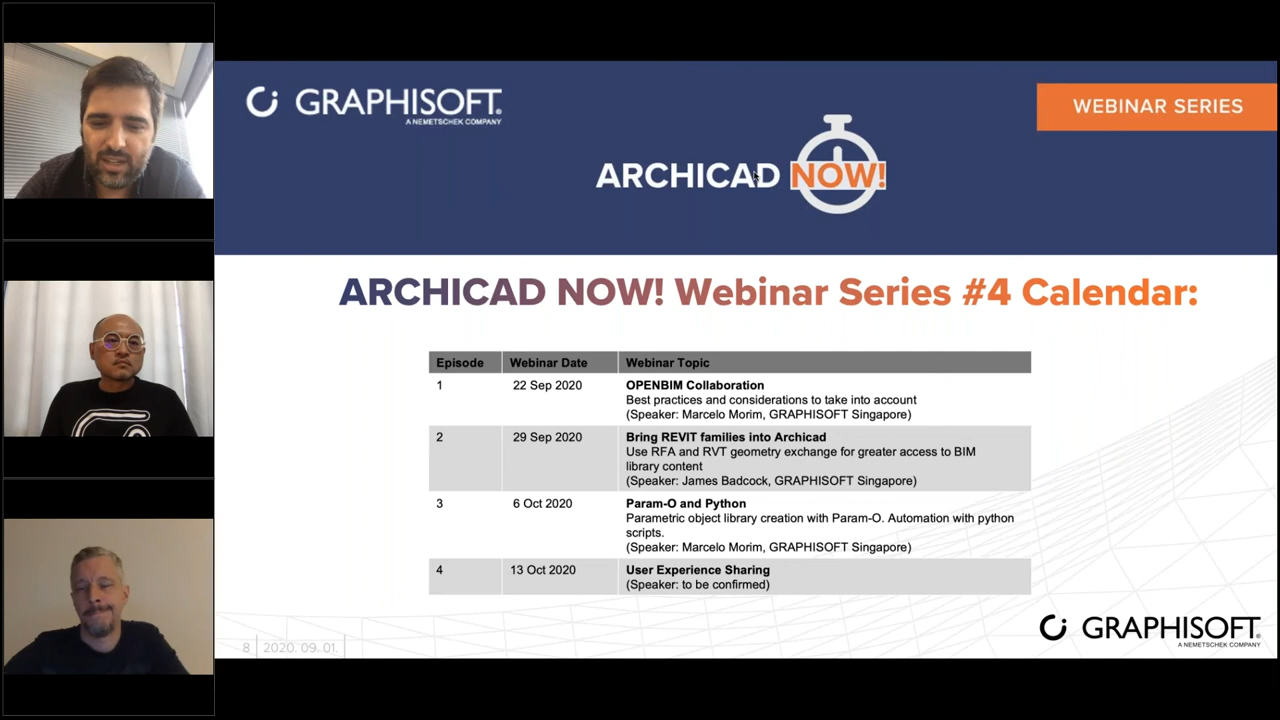 GRAPHISOFT®
A NEMETSCHEK COMPANY
WEBINAR SERIES
ARCHICAD NOW!
ARCHICAD NOW! Webinar Series #4 Calendar:
Episode Webinar Date Webinar Topic
1 22 Sep 2020 OPENBIM Collaboration
Best practices and considerations to take into account
(Speaker: Marcelo Morim, GRAPHISOFT Singapore)
2 29 Sep 2020 Bring REVIT families into Archicad
Use RFA and RVT geometry exchange for greater access to BIM
library content
(Speaker: James Badcock, GRAPHISOFT Singapore)
3 6 Oct 2020 Param-O and Python
Parametric object library creation with Param-O. Automation with python
scripts.
(Speaker: Marcelo Morim, GRAPHISOFT Singapore)
4 13 Oct 2020 User Experience Sharing
(Speaker: to be confirmed)
8 2020. 09. 01.
GRAPHISOFT®
A NEMETSCHEK COMPANY